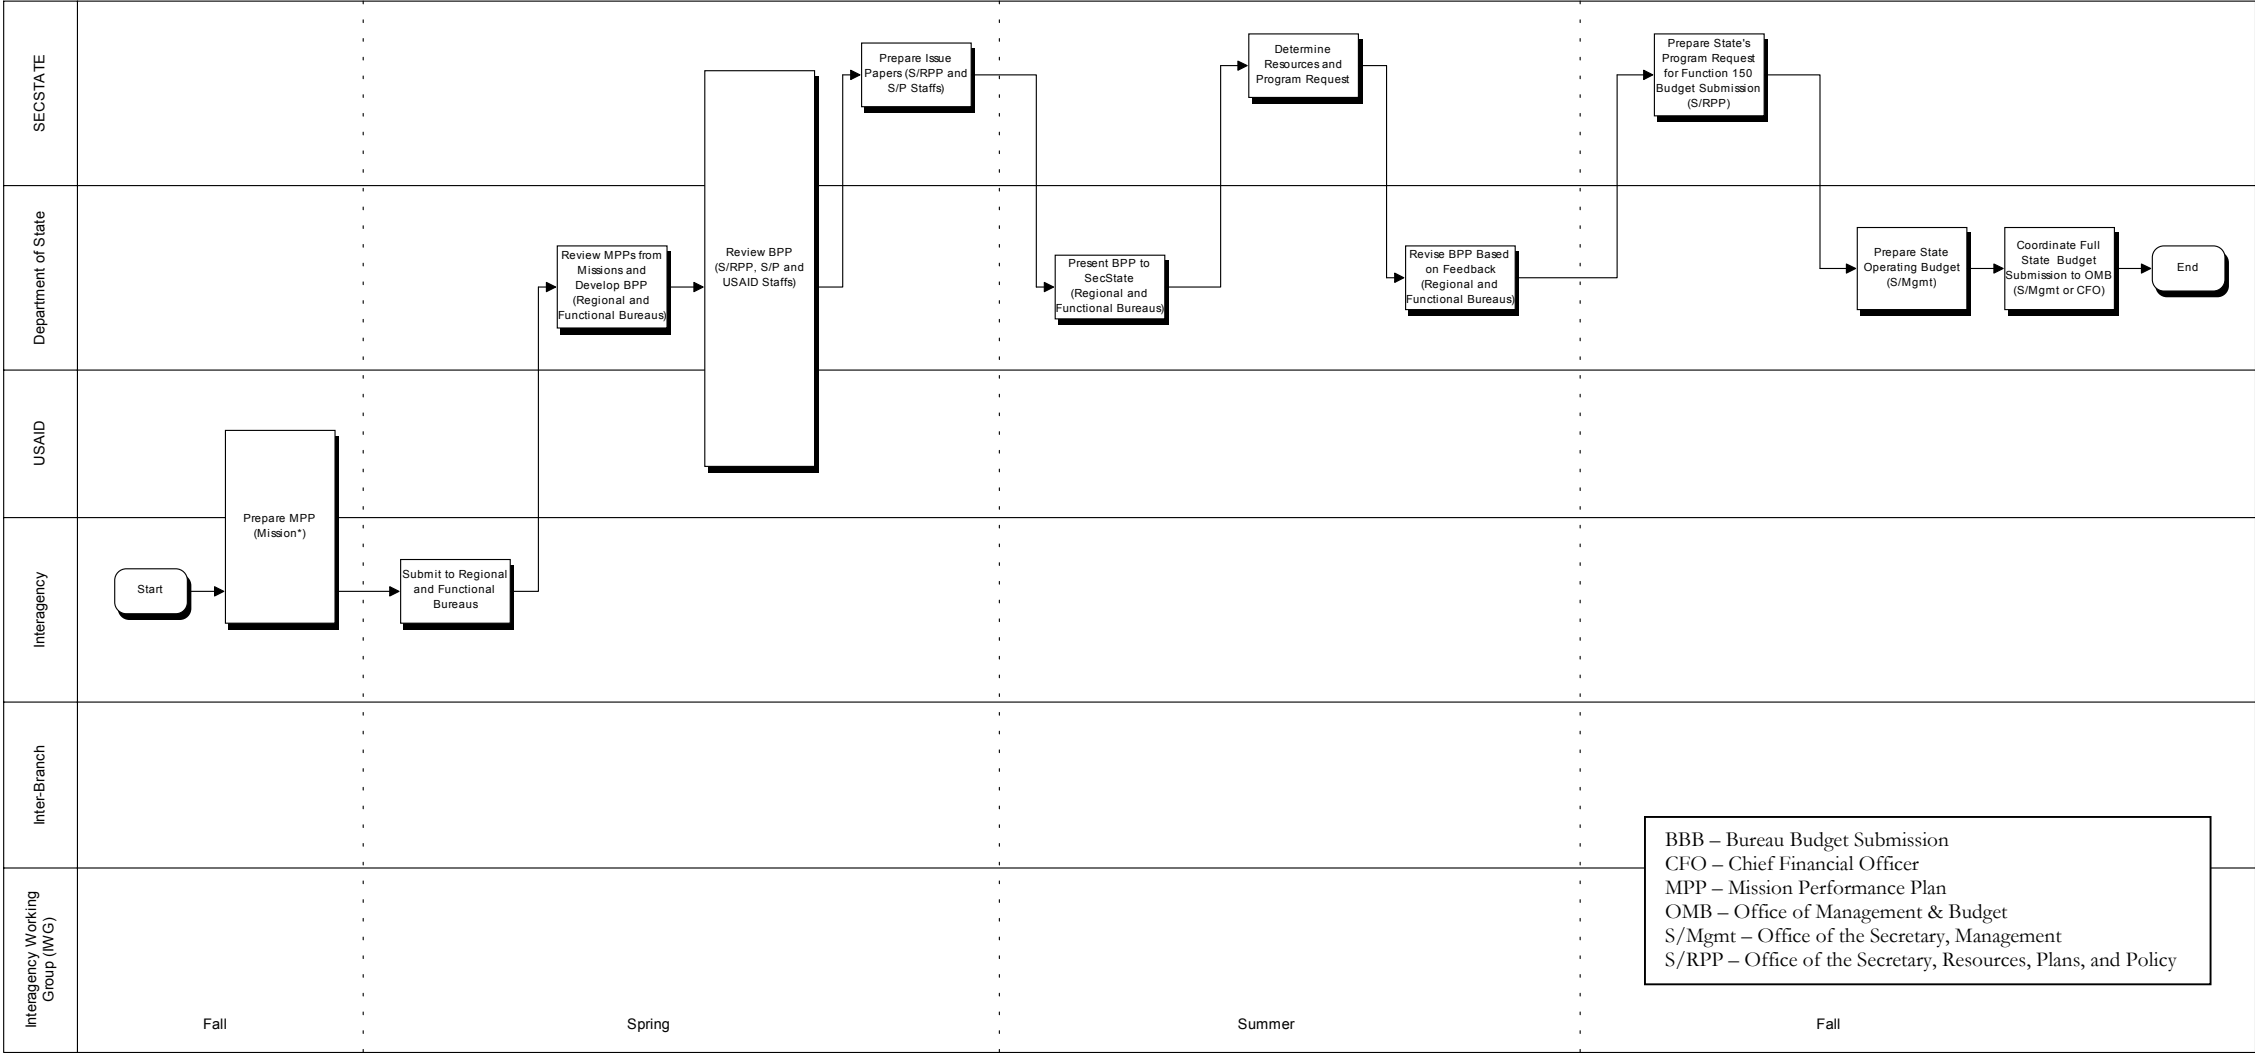 SECSTATE
Department of State
USAID
Interagency
Inter-Branch
Interagency Working
Group (IWG)
Start
Prepare MPP
(Mission*)
Submit to Regional
and Functional
Bureaus
Review MPPs from
Missions and
Develop BPP
(Regional and
Functional Bureaus)
Review BPP
(S/RPP, S/P and
USAID Staffs)
Prepare Issue
Papers (S/RPP and
S/P Staffs)
Present BPP to
SecState
(Regional and
Functional Bureaus)
Determine
Resources and
Program Request
Revise BPP Based
on Feedback
(Regional and
Functional Bureaus)
Prepare State's
Program Request
for Function 150
Budget Submission
(S/RPP)
Prepare State
Operating Budget
(S/Mgmt)
Coordinate Full
State Budget
Submission to OMB
(S/Mgmt or CFO)
End
BBB – Bureau Budget Submission
CFO – Chief Financial Officer
MPP – Mission Performance Plan
OMB – Office of Management & Budget
S/Mgmt – Office of the Secretary, Management
S/RPP – Office of the Secretary, Resources, Plans, and Policy
Fall
Spring
Summer
Fall